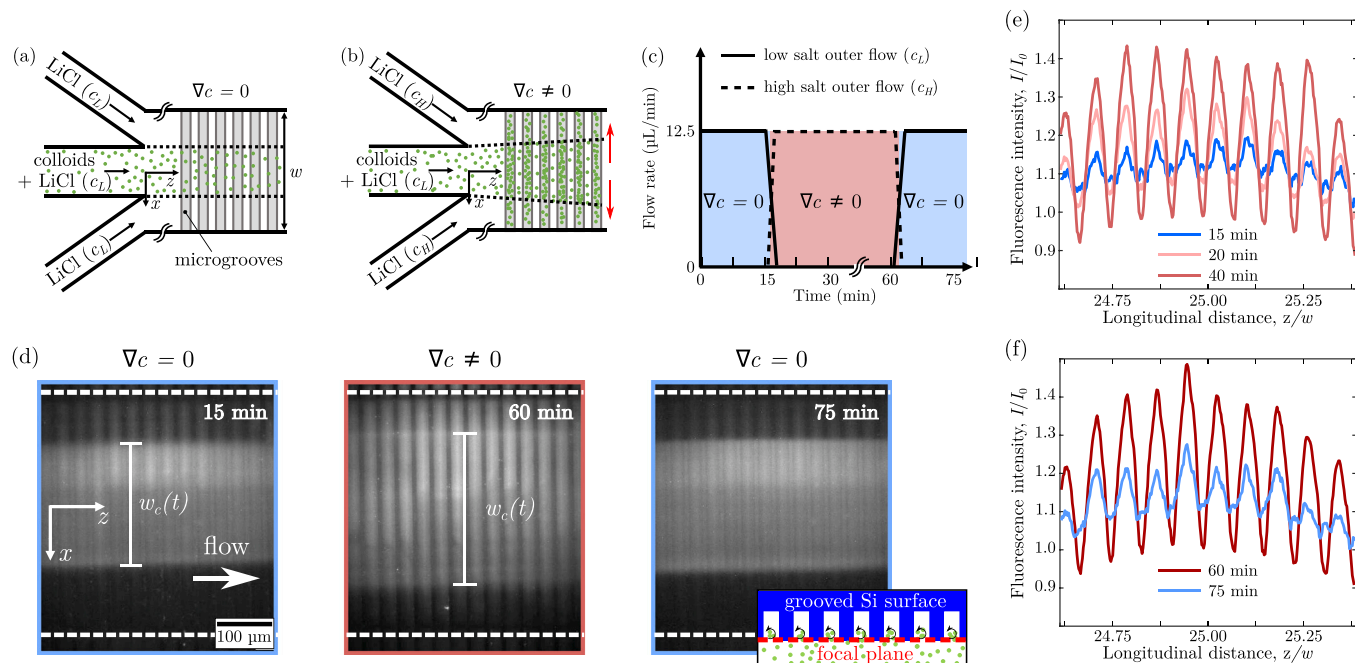 (a)
LiCl (c_L)
∇c = 0
colloids
+ LiCl (c_L)
z
x
w
LiCl (c_L)
microgrooves
(b)
LiCl (c_H)
∇c ≠ 0
colloids
+ LiCl (c_L)
z
x
LiCl (c_H)
(c)
low salt outer flow (c_L)
high salt outer flow (c_H)
Flow rate (μL/min)
12.5
∇c = 0
∇c ≠ 0
∇c = 0
0
0 15 30 60 75
Time (min)
(d)
∇c = 0
15 min
w_c(t)
z
x
flow
100 μm
∇c ≠ 0
60 min
w_c(t)
∇c = 0
75 min
grooved Si surface
focal plane
(e)
Fluorescence intensity, I/I_0
1.4
1.3
1.2
1.1
1.0
0.9
15 min
20 min
40 min
24.75 25.00 25.25
Longitudinal distance, z/w
(f)
Fluorescence intensity, I/I_0
1.4
1.3
1.2
1.1
1.0
0.9
60 min
75 min
24.75 25.00 25.25
Longitudinal distance, z/w